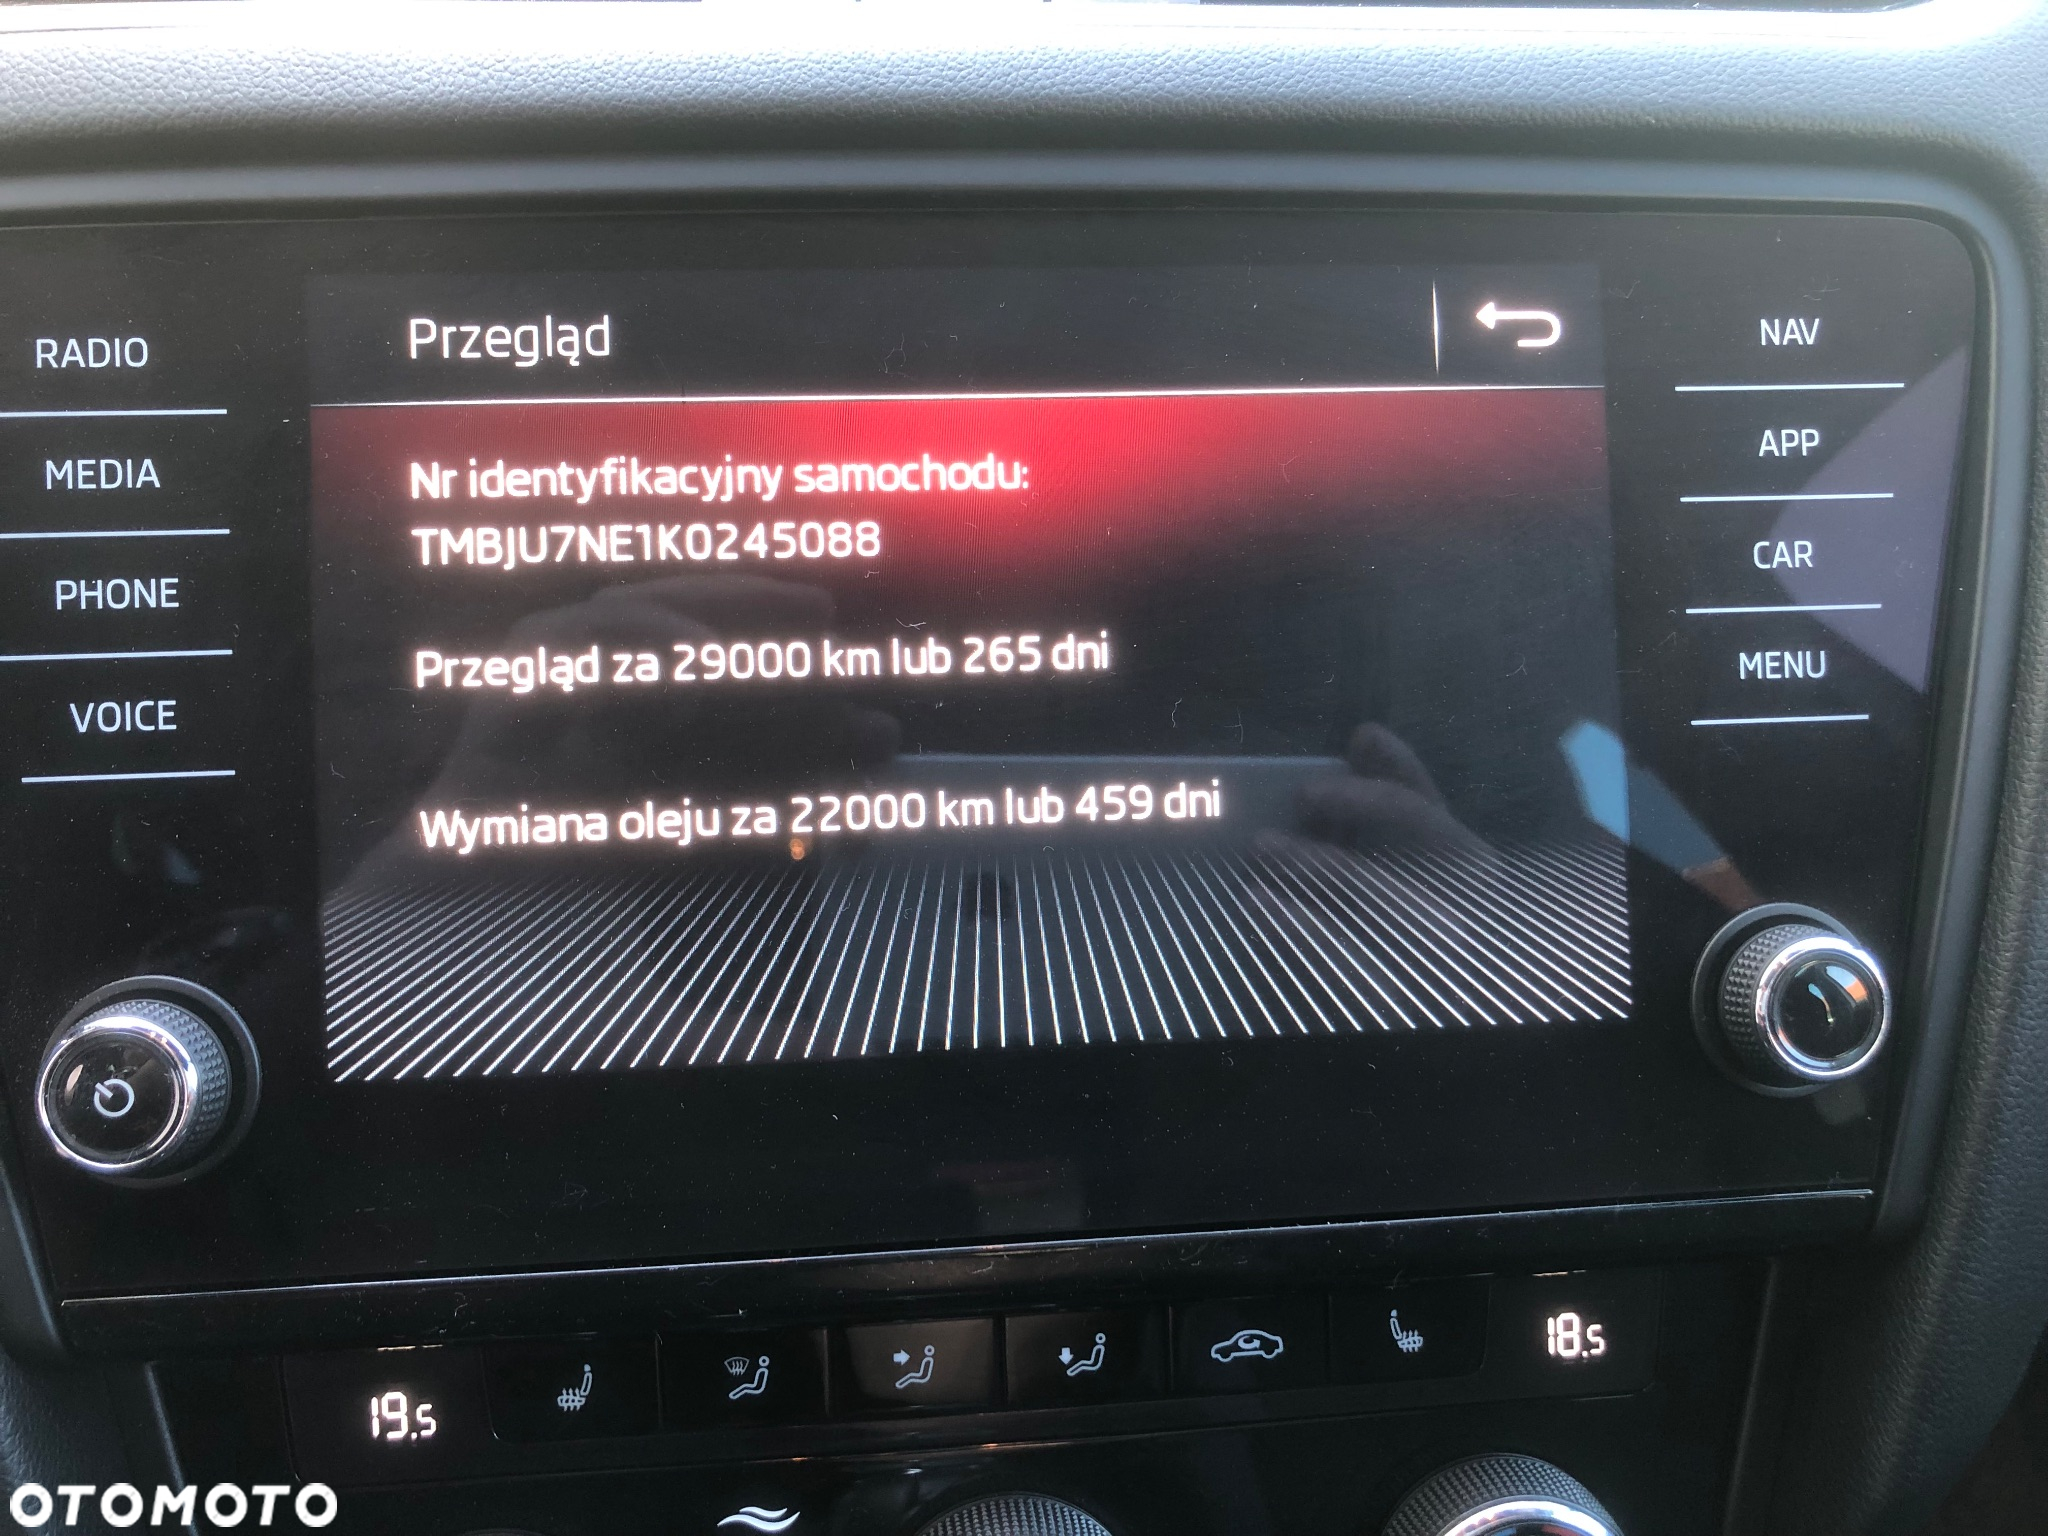 Przegląd
RADIO
MEDIA
PHONE
VOICE
Nr identyfikacyjny samochodu:
TMBJU7NE1K0245088
Przegląd za 29000 km lub 265 dni
Wymiana oleju za 22000 km lub 459 dni
NAV
APP
CAR
MENU
19.5
18.5
OTOMOTO